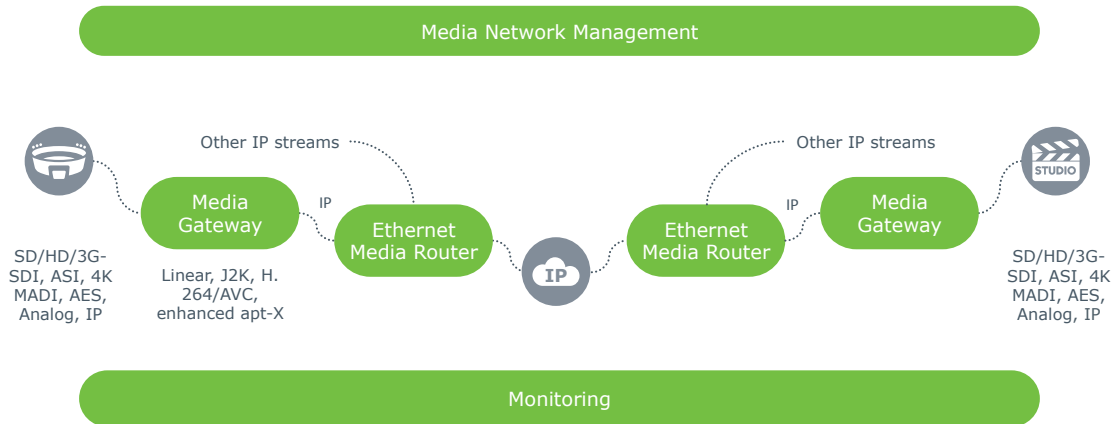 Media Network Management
Other IP streams
Other IP streams
STUDIO
Media
Gateway
IP
Ethernet
Media Router
IP
Ethernet
Media Router
IP
Media
Gateway
SD/HD/3G-
SDI, ASI, 4K
MADI, AES,
Analog, IP
Linear, J2K, H.
264/AVC,
enhanced apt-X
SD/HD/3G-
SDI, ASI, 4K
MADI, AES,
Analog, IP
Monitoring